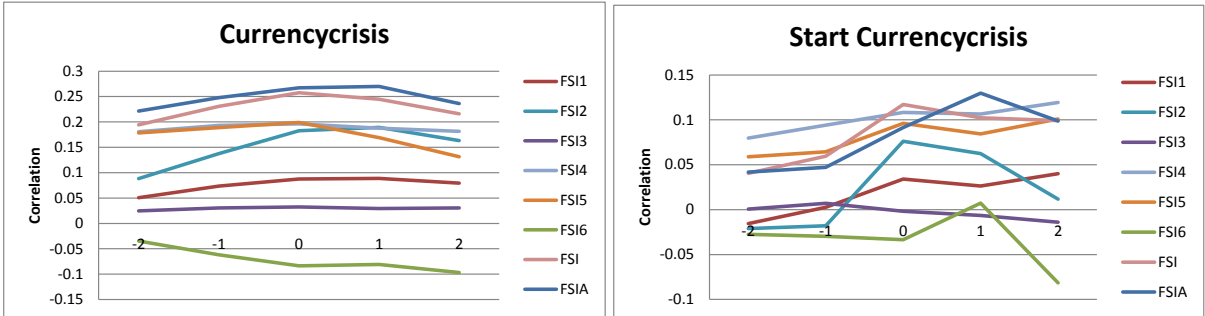 Currencycrisis
Correlation
0.3
0.25
0.2
0.15
0.1
0.05
0
-0.05
-0.1
-0.15
-2 -1 0 1 2
FSI1
FSI2
FSI3
FSI4
FSI5
FSI6
FSI
FSIA
Start Currencycrisis
Correlation
0.15
0.1
0.05
0
-0.05
-0.1
-2 -1 0 1 2
FSI1
FSI2
FSI3
FSI4
FSI5
FSI6
FSI
FSIA